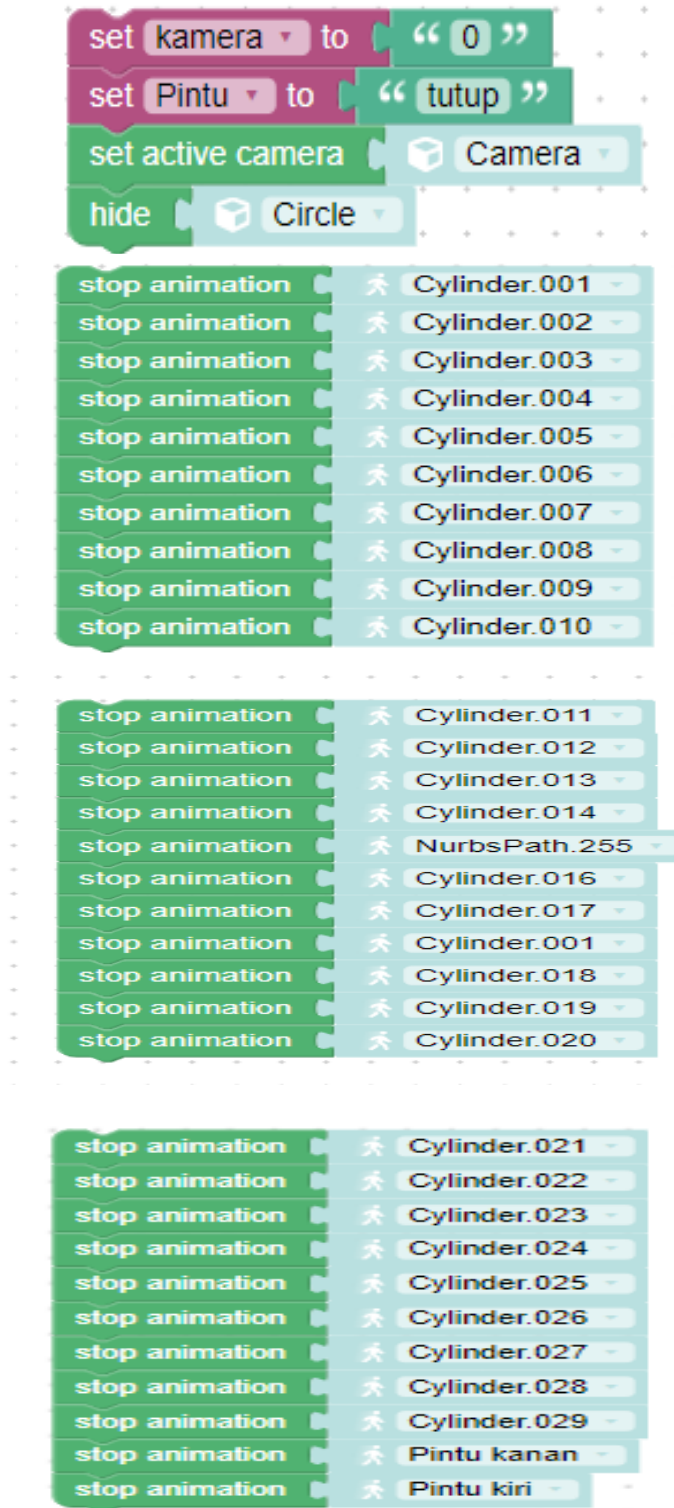 set kamera to “ 0 ”
set Pintu to “ tutup ”
set active camera Camera
hide Circle
stop animation Cylinder.001
stop animation Cylinder.002
stop animation Cylinder.003
stop animation Cylinder.004
stop animation Cylinder.005
stop animation Cylinder.006
stop animation Cylinder.007
stop animation Cylinder.008
stop animation Cylinder.009
stop animation Cylinder.010
stop animation Cylinder.011
stop animation Cylinder.012
stop animation Cylinder.013
stop animation Cylinder.014
stop animation NurbsPath.255
stop animation Cylinder.016
stop animation Cylinder.017
stop animation Cylinder.001
stop animation Cylinder.018
stop animation Cylinder.019
stop animation Cylinder.020
stop animation Cylinder.021
stop animation Cylinder.022
stop animation Cylinder.023
stop animation Cylinder.024
stop animation Cylinder.025
stop animation Cylinder.026
stop animation Cylinder.027
stop animation Cylinder.028
stop animation Cylinder.029
stop animation Pintu kanan
stop animation Pintu kiri